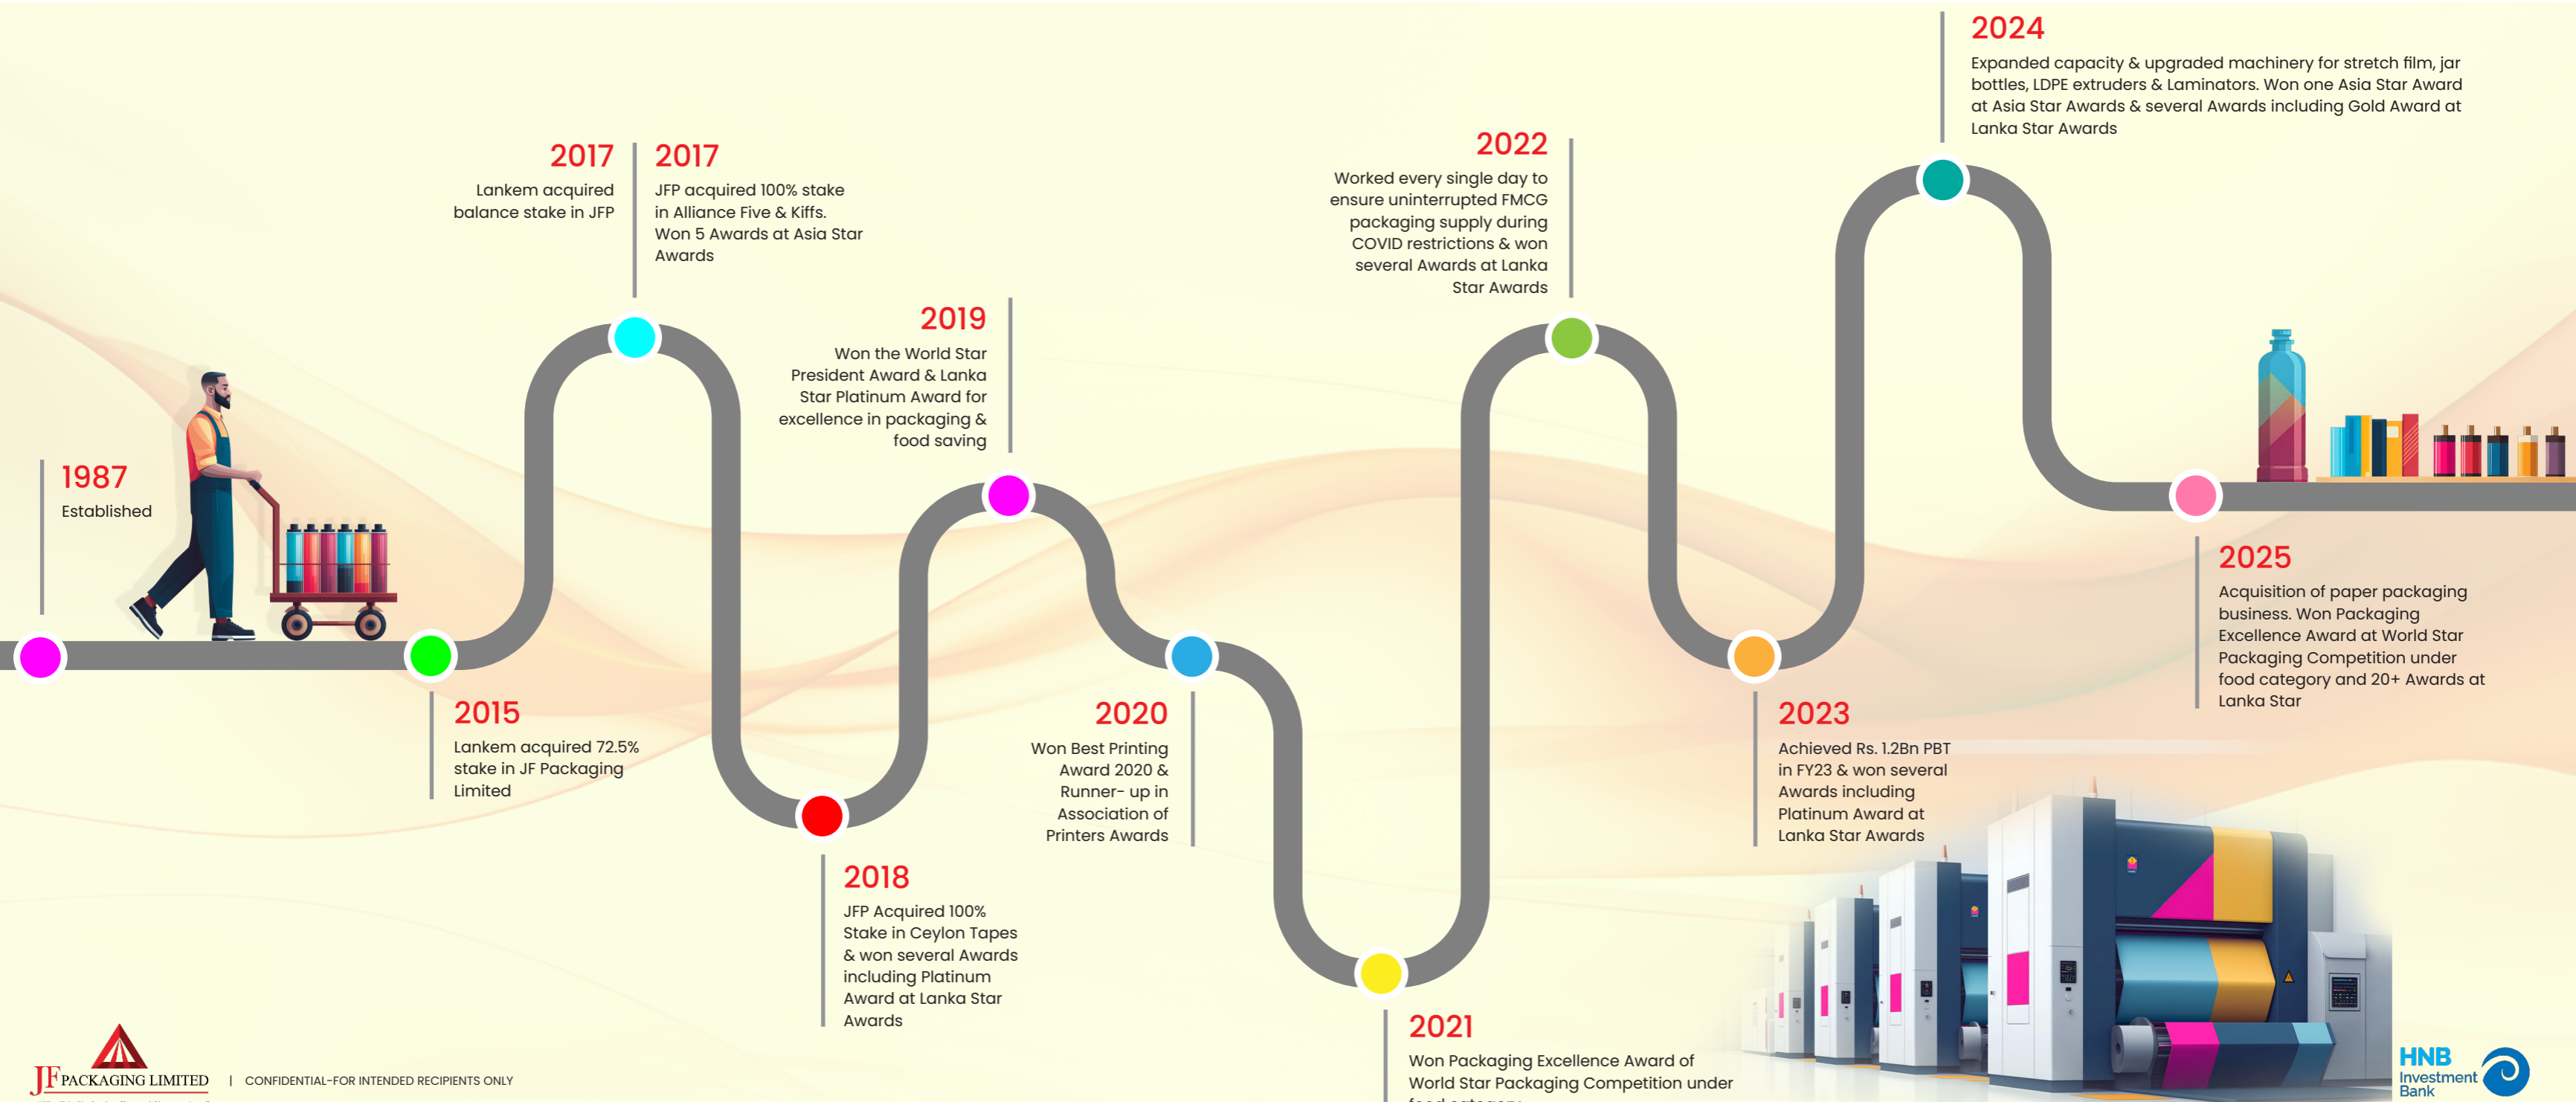 1987
Established
2015
Lankem acquired 72.5%
stake in JF Packaging
Limited
2017
Lankem acquired
balance stake in JFP
2017
JFP acquired 100% stake
in Alliance Five & Kiffs.
Won 5 Awards at Asia Star
Awards
2018
JFP Acquired 100%
Stake in Ceylon Tapes
& won several Awards
including Platinum
Award at Lanka Star
Awards
2019
Won the World Star
President Award & Lanka
Star Platinum Award for
excellence in packaging &
food saving
2020
Won Best Printing
Award 2020 &
Runner- up in
Association of
Printers Awards
2021
Won Packaging Excellence Award of
World Star Packaging Competition under
2022
Worked every single day to
ensure uninterrupted FMCG
packaging supply during
COVID restrictions & won
several Awards at Lanka
Star Awards
2023
Achieved Rs. 1.2Bn PBT
in FY23 & won several
Awards including
Platinum Award at
Lanka Star Awards
2024
Expanded capacity & upgraded machinery for stretch film, jar
bottles, LDPE extruders & Laminators. Won one Asia Star Award
at Asia Star Awards & several Awards including Gold Award at
Lanka Star Awards
2025
Acquisition of paper packaging
business. Won Packaging
Excellence Award at World Star
Packaging Competition under
food category and 20+ Awards at
Lanka Star
JF PACKAGING LIMITED | CONFIDENTIAL-FOR INTENDED RECIPIENTS ONLY
HNB
Investment
Bank